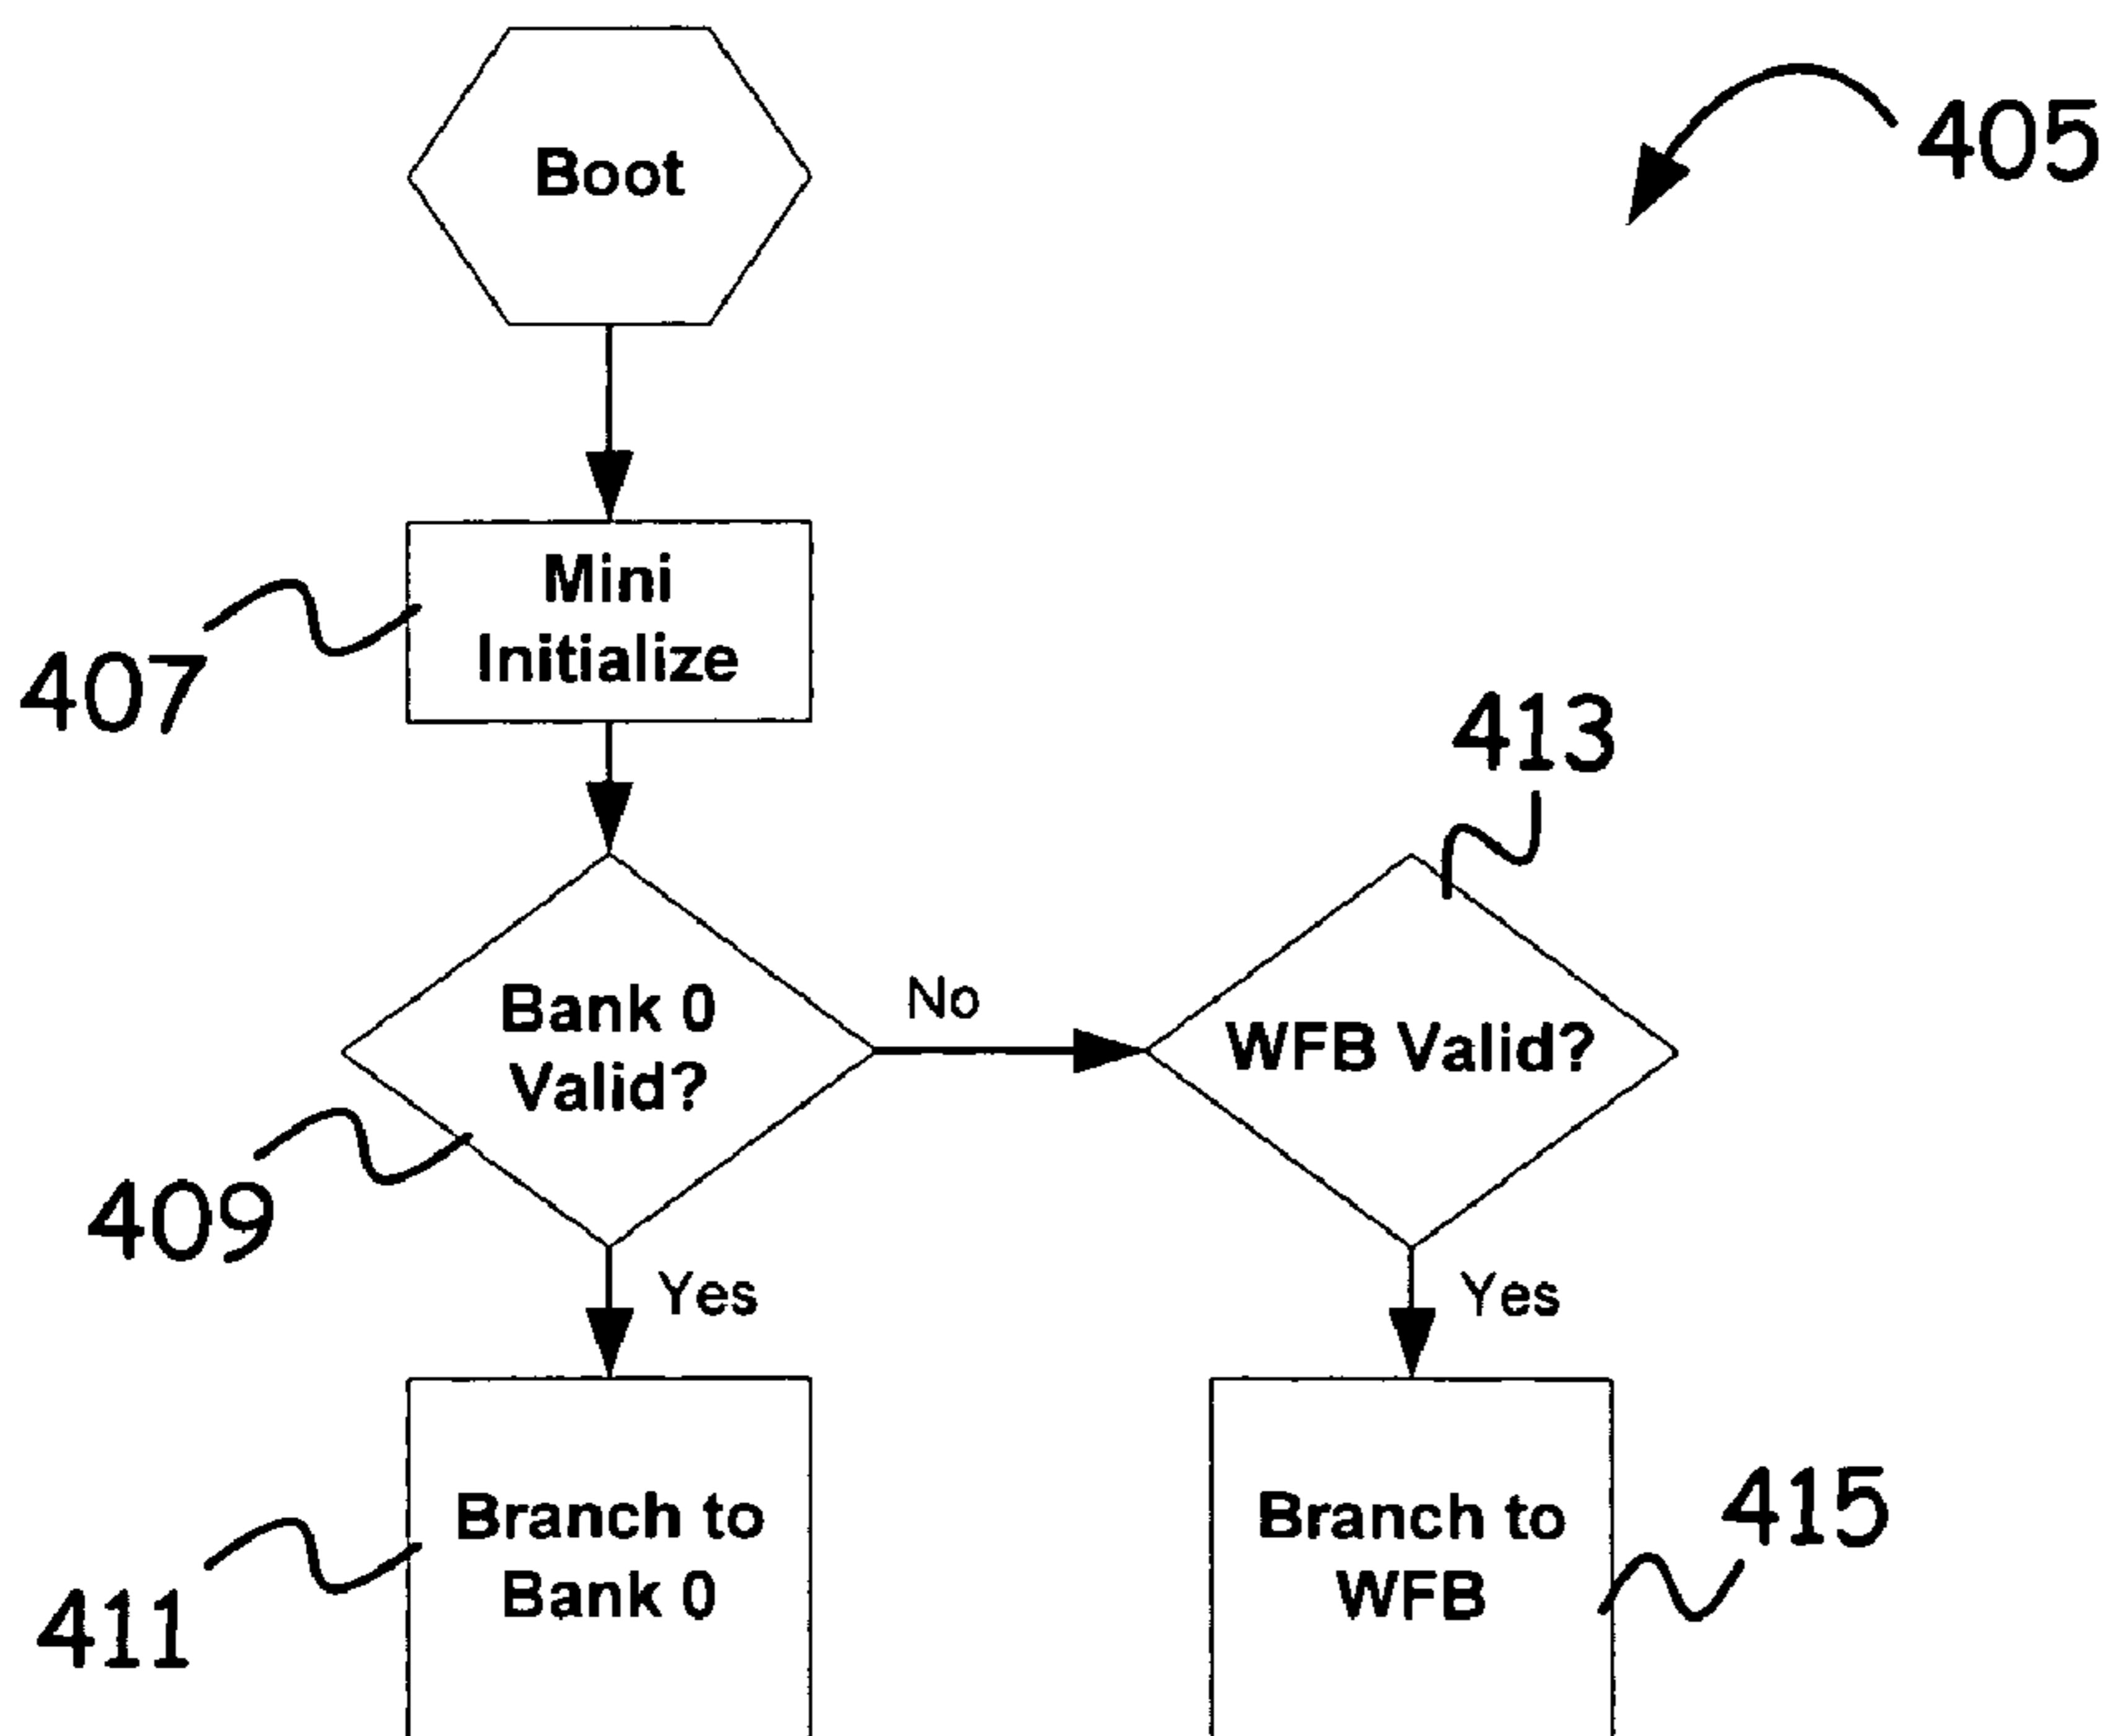 Boot
405
Mini
Initialize
407
413
Bank 0
Valid?
No
WFB Valid?
409
Yes
Yes
Branch to
Bank 0
Branch to
WFB
415
411